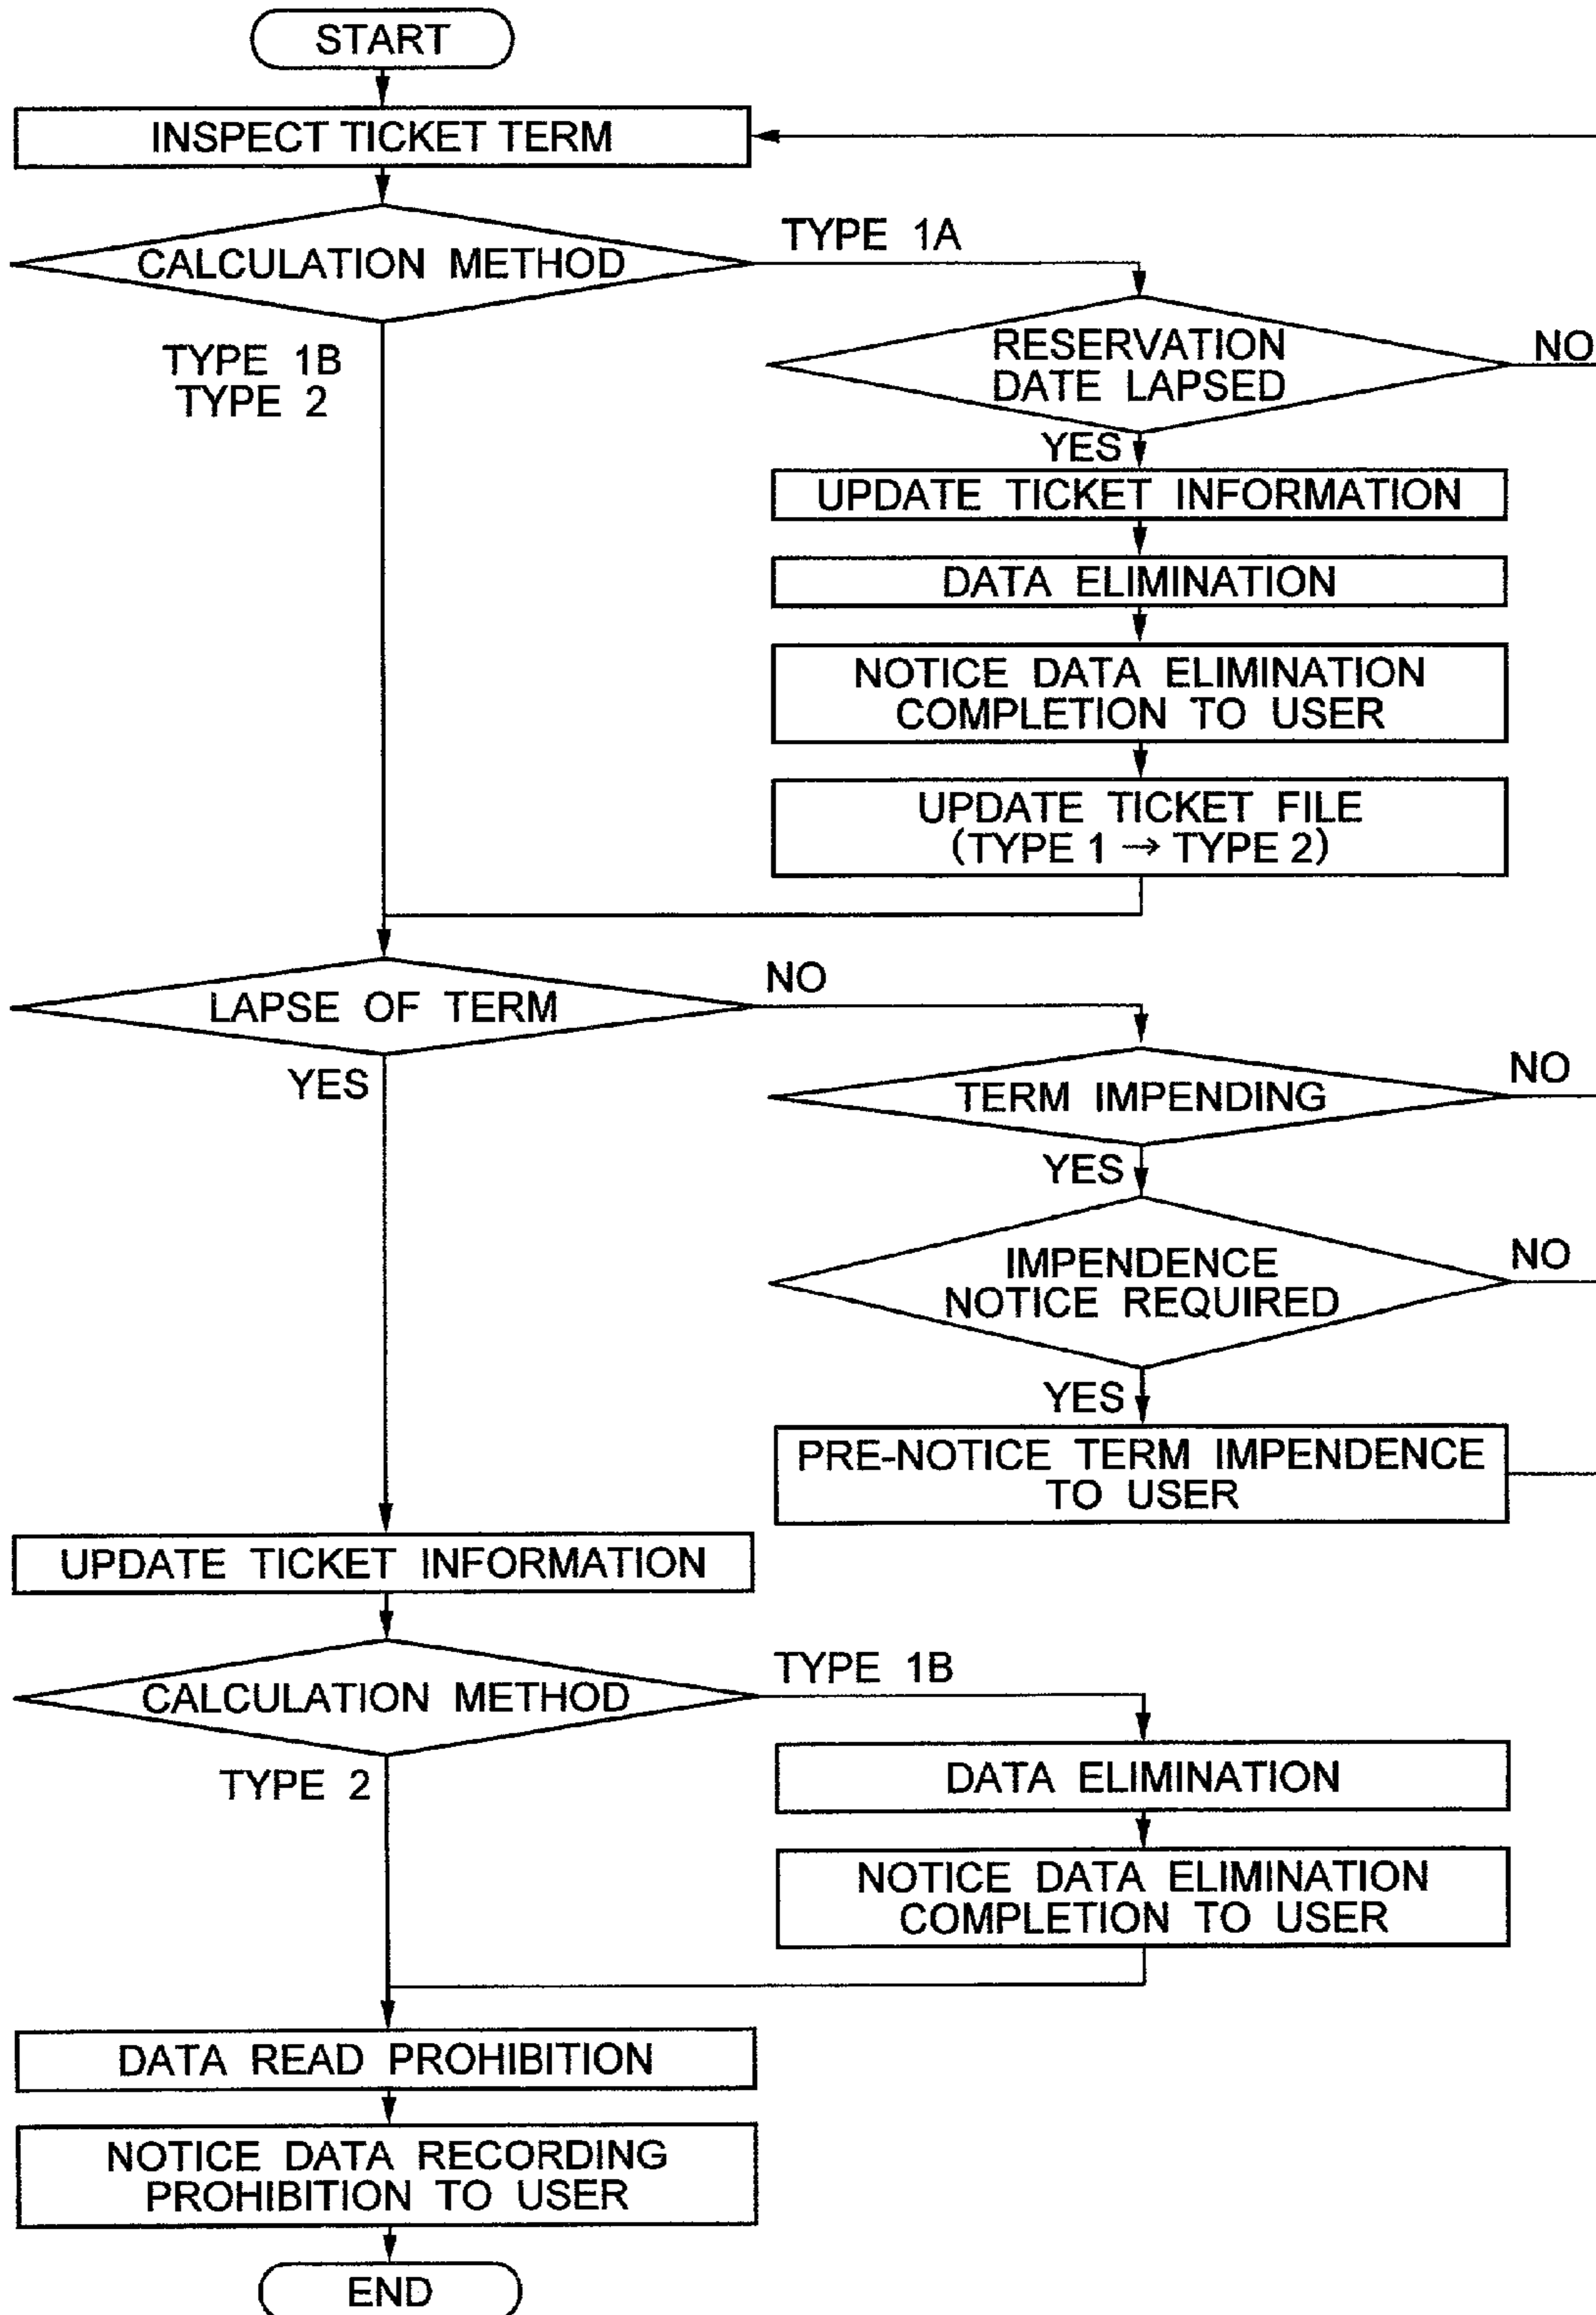 START
INSPECT TICKET TERM
CALCULATION METHOD
TYPE 1A
TYPE 1B
TYPE 2
RESERVATION
DATE LAPSED
NO
YES
UPDATE TICKET INFORMATION
DATA ELIMINATION
NOTICE DATA ELIMINATION
COMPLETION TO USER
UPDATE TICKET FILE
(TYPE 1 → TYPE 2)
LAPSE OF TERM
NO
YES
TERM IMPENDING
NO
YES
IMPENDENCE
NOTICE REQUIRED
NO
YES
PRE-NOTICE TERM IMPENDENCE
TO USER
UPDATE TICKET INFORMATION
CALCULATION METHOD
TYPE 1B
TYPE 2
DATA ELIMINATION
NOTICE DATA ELIMINATION
COMPLETION TO USER
DATA READ PROHIBITION
NOTICE DATA RECORDING
PROHIBITION TO USER
END